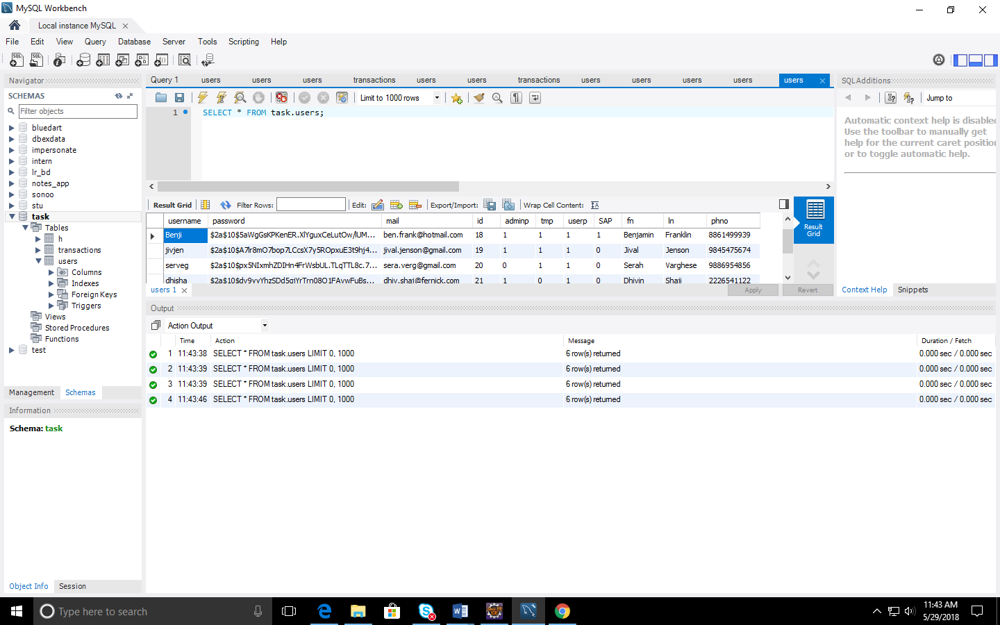 MySQL Workbench
Local instance MySQL
File Edit View Query Database Server Tools Scripting Help
Navigator
SCHEMAS
Filter objects
bluedart
dbexdata
impersonate
intern
lr_bd
notes_app
sonoo
stu
task
Tables
h
transactions
users
Columns
Indexes
Foreign Keys
Triggers
Views
Stored Procedures
Functions
test
Management Schemas
Information
Schema: task
Object Info Session
Query 1 users users users transactions users users transactions users users users users users
Limit to 1000 rows
1 SELECT * FROM task.users;
Result Grid Filter Rows: Edit: Export/Import: Wrap Cell Content:
username password mail id adminp tmp userp SAP fn ln phno
Benji $2a$10$5aWgGsKPKenER.XlYguxCeLutOw/lUM... ben.frank@hotmail.com 18 1 1 1 1 Benjamin Franklin 8861499939
jivjen $2a$10$A7lr8mO7bop7LCcsX7y5ROpxuE3t9hj4... jival.jenson@gmail.com 19 1 1 1 0 Jival Jenson 9845475674
serveg $2a$10$px5NIxmhZDIHn4FrWsbUL.TLqTTL8c.7... sera.verg@gmail.com 20 0 1 1 0 Serah Varghese 9886954856
dhisha dhiv.shaj@fernick.com 21 1 0 1 0 Dhivin Shaji 2226541122
Result Grid
users 1
Apply Revert
SQLAdditions
Jump to
Automatic context help is disabled
Use the toolbar to manually get
help for the current caret position
or to toggle automatic help.
Context Help Snippets
Output
Action Output
Time Action Message Duration / Fetch
1 11:43:38 SELECT * FROM task.users LIMIT 0, 1000 6 row(s) returned 0.000 sec / 0.000 sec
2 11:43:39 SELECT * FROM task.users LIMIT 0, 1000 6 row(s) returned 0.000 sec / 0.000 sec
3 11:43:39 SELECT * FROM task.users LIMIT 0, 1000 6 row(s) returned 0.000 sec / 0.000 sec
4 11:43:46 SELECT * FROM task.users LIMIT 0, 1000 6 row(s) returned 0.000 sec / 0.000 sec
Type here to search
11:43 AM
5/29/2018